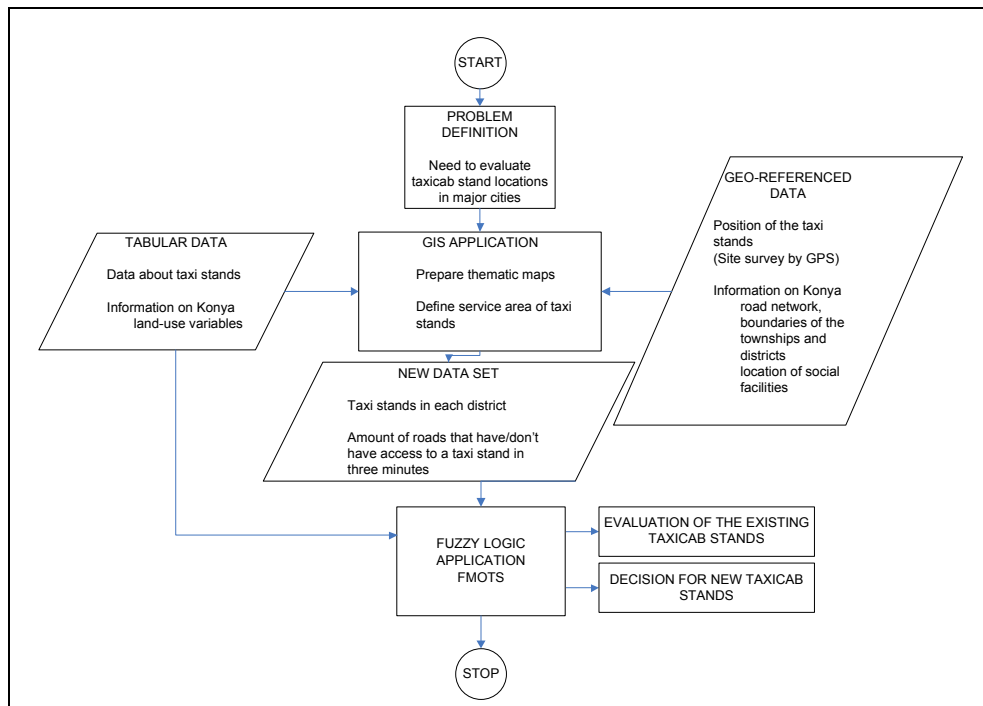 START
PROBLEM
DEFINITION
Need to evaluate
taxicab stand locations
in major cities
GEO-REFERENCED
DATA
Position of the taxi
stands
(Site survey by GPS)
Information on Konya
road network,
boundaries of the
townships and
districts
location of social
facilities
TABULAR DATA
Data about taxi stands
Information on Konya
land-use variables
GIS APPLICATION
Prepare thematic maps
Define service area of taxi
stands
NEW DATA SET
Taxi stands in each district
Amount of roads that have/don't
have access to a taxi stand in
three minutes
FUZZY LOGIC
APPLICATION
FMOTS
EVALUATION OF THE EXISTING
TAXICAB STANDS
DECISION FOR NEW TAXICAB
STANDS
STOP